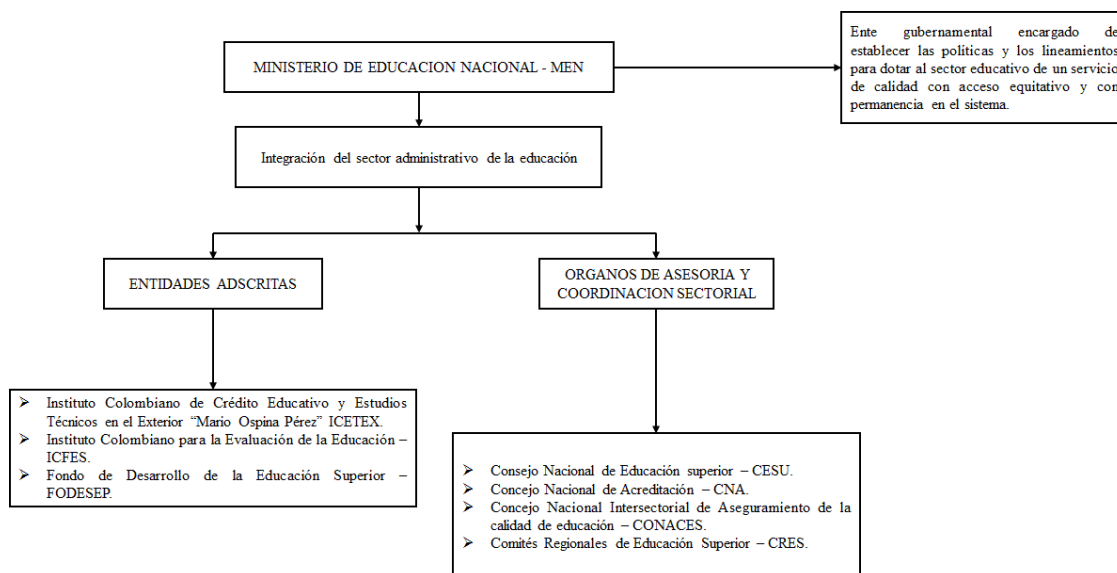 MINISTERIO DE EDUCACION NACIONAL - MEN
Ente gubernamental encargado de
establecer las políticas y los lineamientos
para dotar al sector educativo de un servicio
de calidad con acceso equitativo y con
permanencia en el sistema.
Integración del sector administrativo de la educación
ENTIDADES ADSCRITAS
ORGANOS DE ASESORIA Y
COORDINACION SECTORIAL
➢ Instituto Colombiano de Crédito Educativo y Estudios
Técnicos en el Exterior “Mario Ospina Pérez” ICETEX.
➢ Instituto Colombiano para la Evaluación de la Educación –
ICFES.
➢ Fondo de Desarrollo de la Educación Superior –
FODESEP.
➢ Consejo Nacional de Educación superior – CESU.
➢ Concejo Nacional de Acreditación – CNA.
➢ Concejo Nacional Intersectorial de Aseguramiento de la
calidad de educación – CONACES.
➢ Comités Regionales de Educación Superior – CRES.